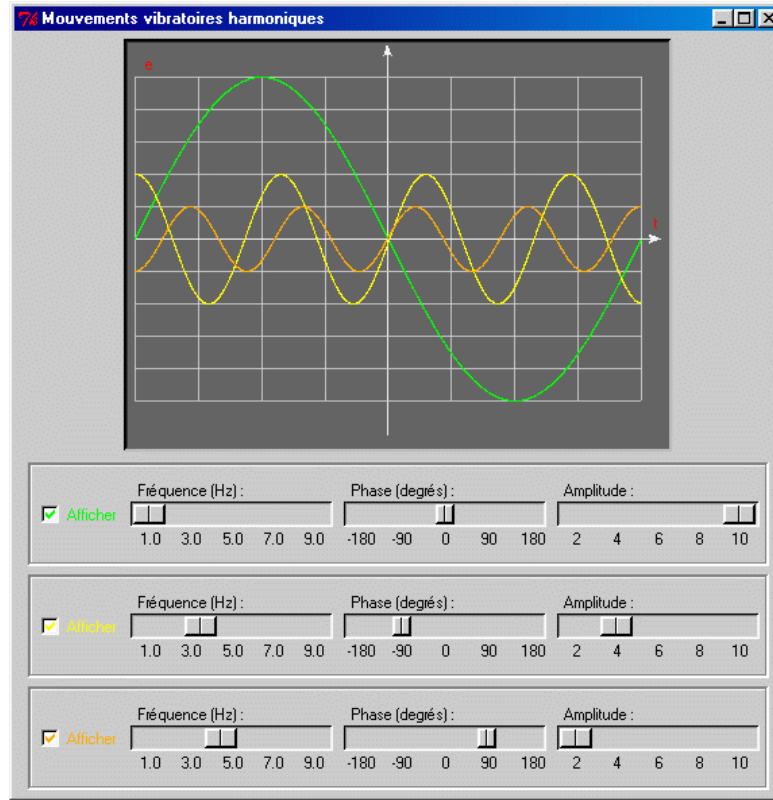 Mouvements vibratoires harmoniques
e
t
Fréquence (Hz) : Phase (degrés) : Amplitude :
Afficher
1.0 3.0 5.0 7.0 9.0 -180 -90 0 90 180 2 4 6 8 10
Fréquence (Hz) : Phase (degrés) : Amplitude :
Afficher
1.0 3.0 5.0 7.0 9.0 -180 -90 0 90 180 2 4 6 8 10
Fréquence (Hz) : Phase (degrés) : Amplitude :
Afficher
1.0 3.0 5.0 7.0 9.0 -180 -90 0 90 180 2 4 6 8 10